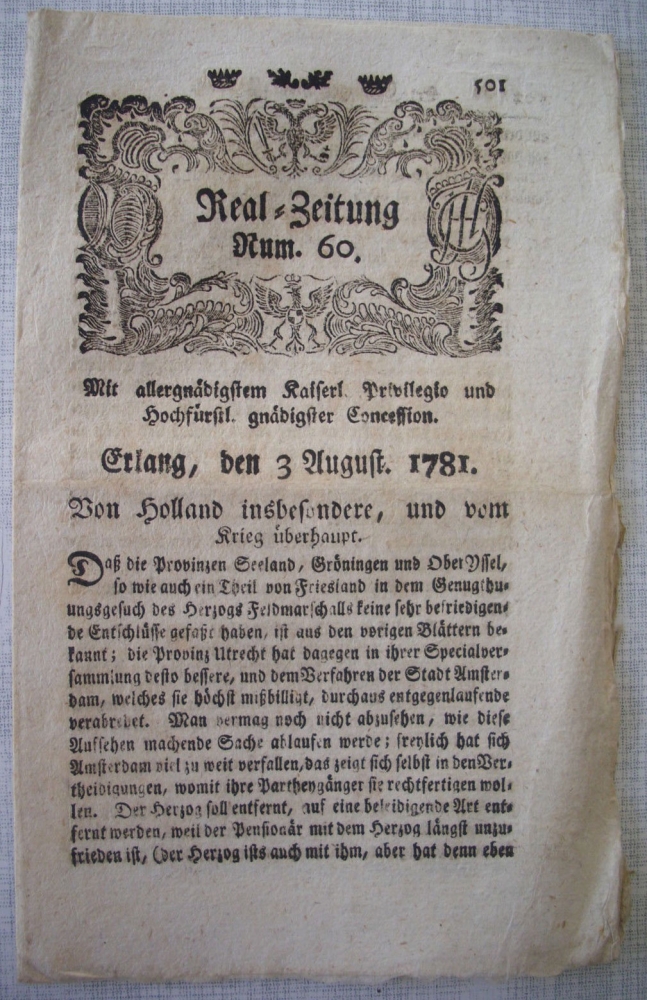 501
Real-Zeitung
Num. 60.
Mit allergnädigstem Kaiserl. Privilegio und
Hochfürstl. gnädigster Concession.
Erlang, den 3 August. 1781.
Von Holland insbesondere, und vom
Krieg überhaupt.
Daß die Provinzen Seeland, Gröningen und Ober Yssel,
so wie auch ein Theil von Friesland in dem Genugthu-
ungsgesuch des Herzogs Feldmarschalls keine sehr befriedigen-
de Entschlüsse gefaßt haben, ist aus den vorigen Blättern be-
kannt; die Provinz Utrecht hat dagegen in ihrer Specialver-
sammlung desto bessere, und dem Verfahren der Stadt Amster-
dam, welches sie höchst mißbilligt, durchaus entgegenlaufende
verabredet. Man vermag noch nicht abzusehen, wie diese
Aufsehen machende Sache ablaufen werde; freylich hat sich
Amsterdam viel zu weit verfallen, das zeigt sich selbst in den Ver-
theidigungen, womit ihre Partheygänger sie rechtfertigen wol-
len. Der Herzog soll entfernt, auf eine beleidigende Art ent-
fernt werden, weil der Pensionär mit dem Herzog längst unzu-
frieden ist, (der Herzog ists auch mit ihm, aber hat denn eben